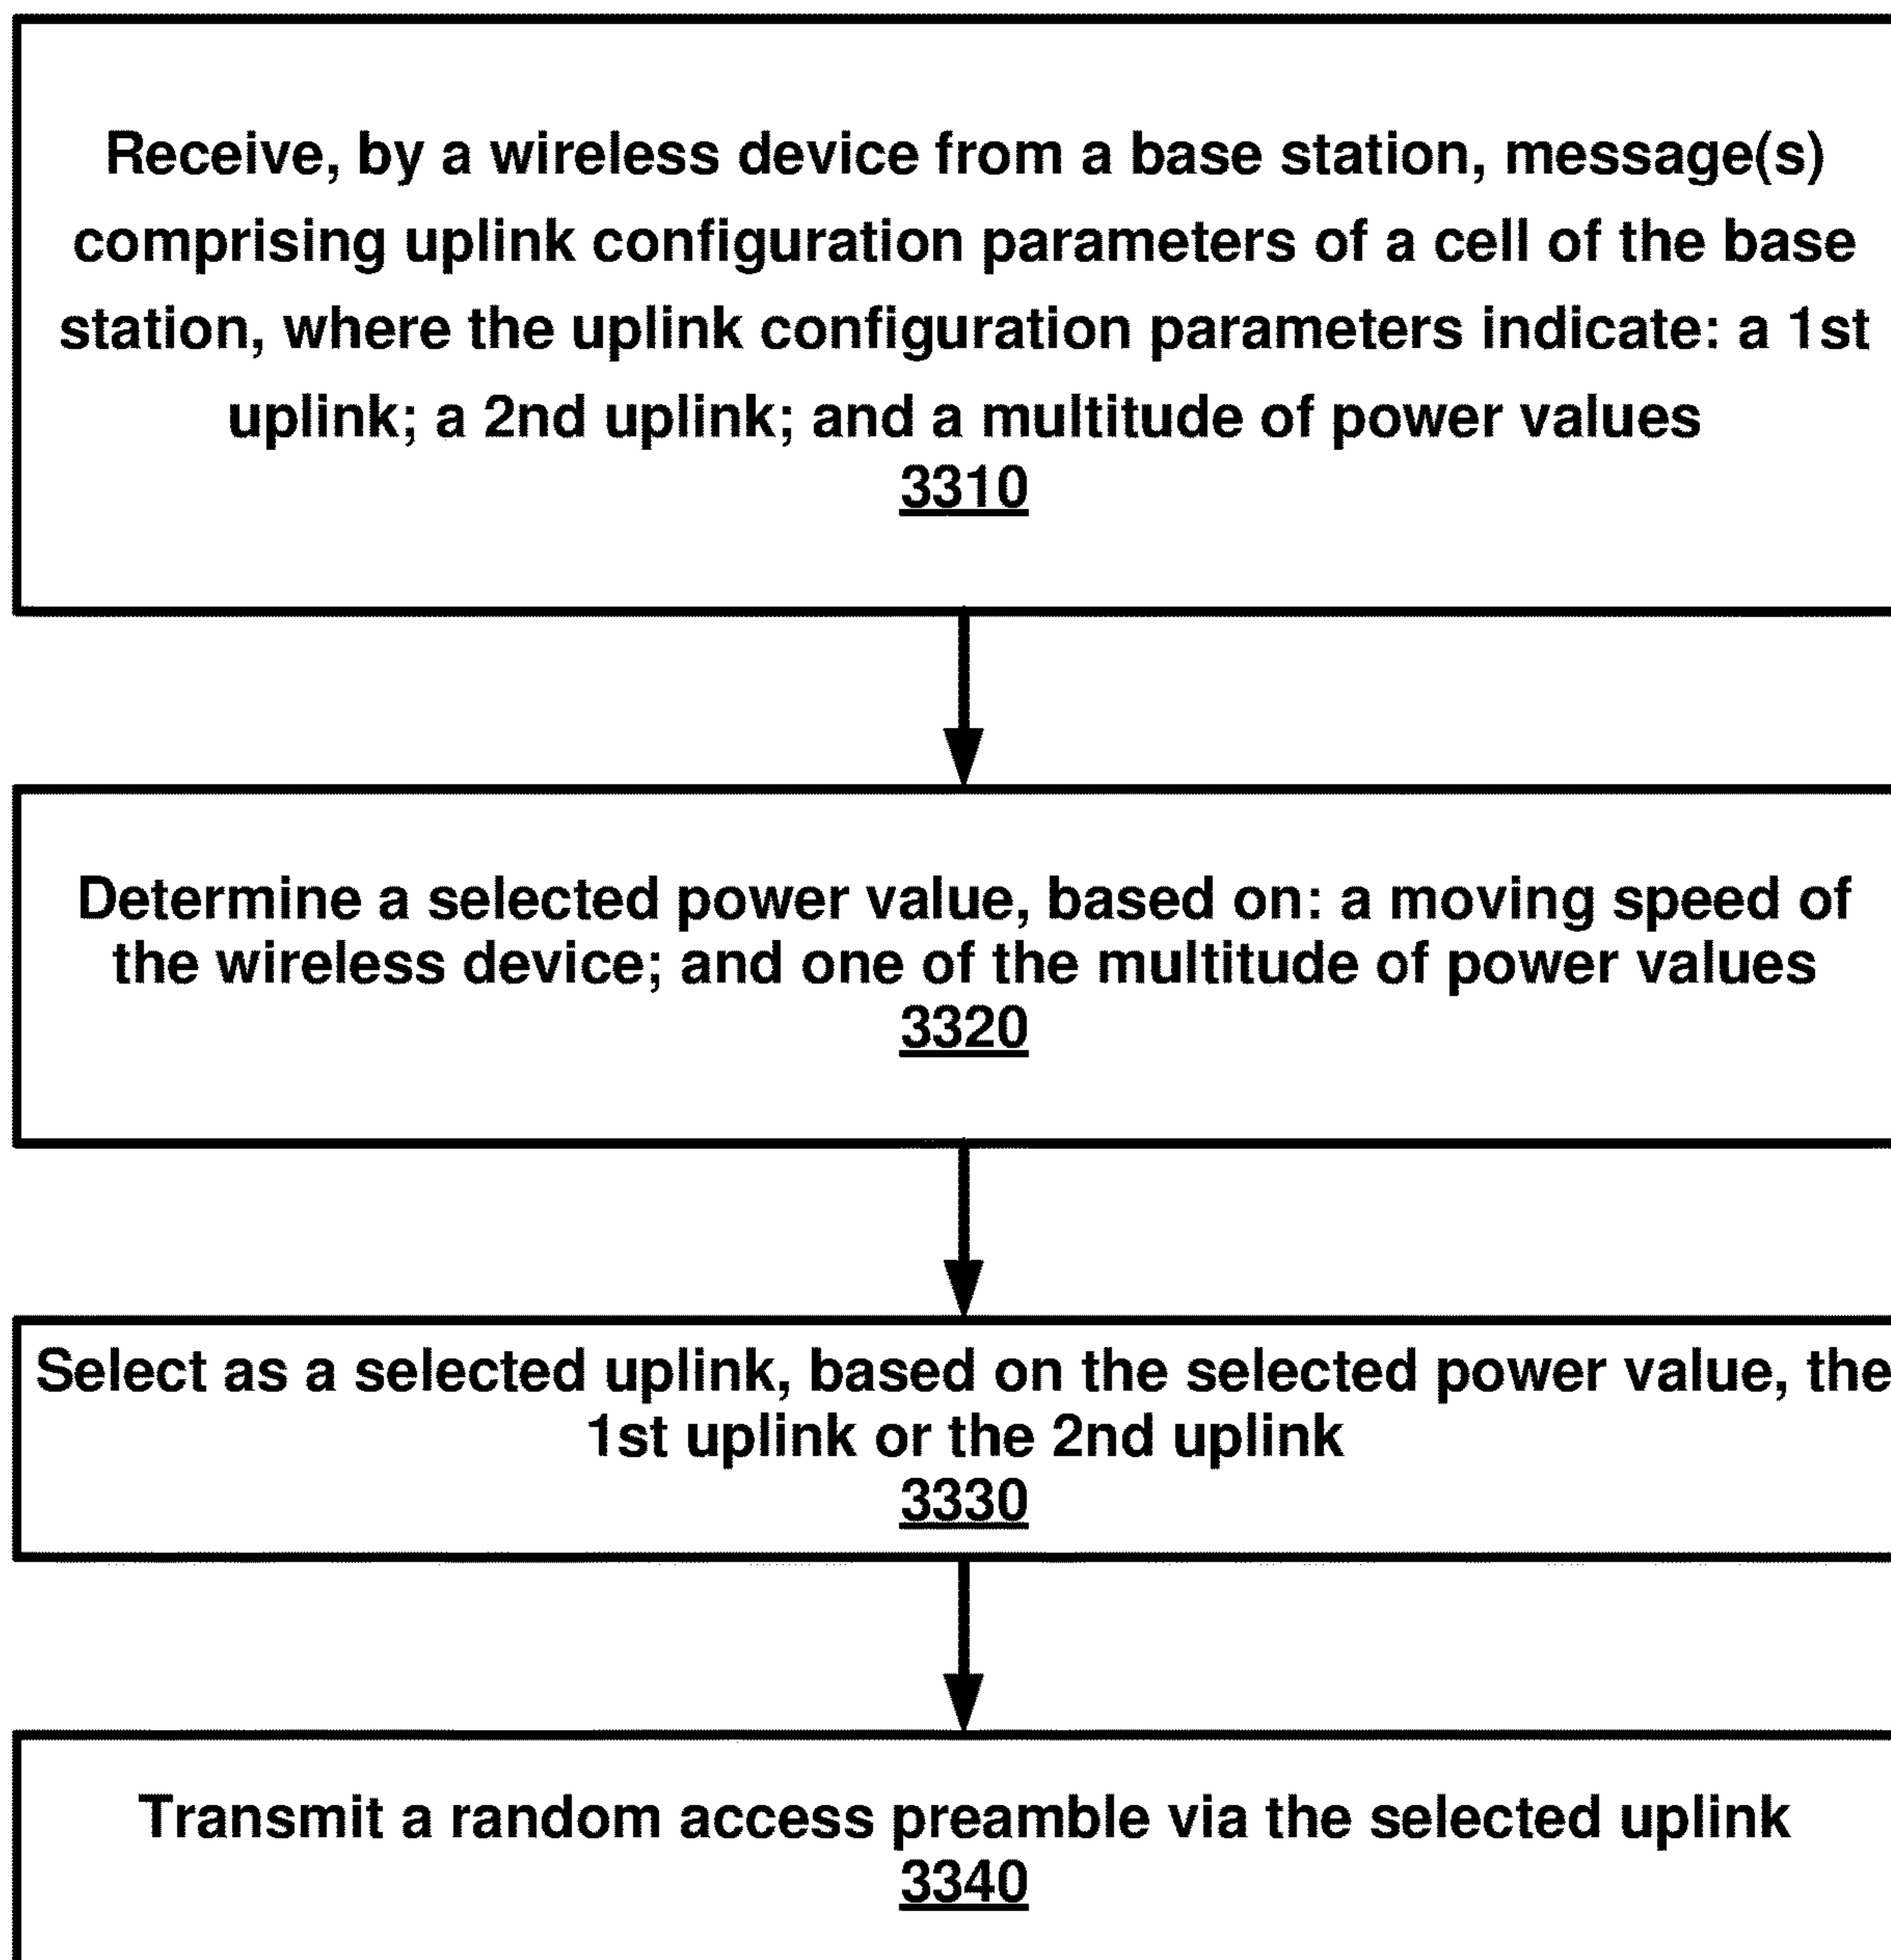 Receive, by a wireless device from a base station, message(s)
comprising uplink configuration parameters of a cell of the base
station, where the uplink configuration parameters indicate: a 1st
uplink; a 2nd uplink; and a multitude of power values
3310
Determine a selected power value, based on: a moving speed of
the wireless device; and one of the multitude of power values
3320
Select as a selected uplink, based on the selected power value, the
1st uplink or the 2nd uplink
3330
Transmit a random access preamble via the selected uplink
3340